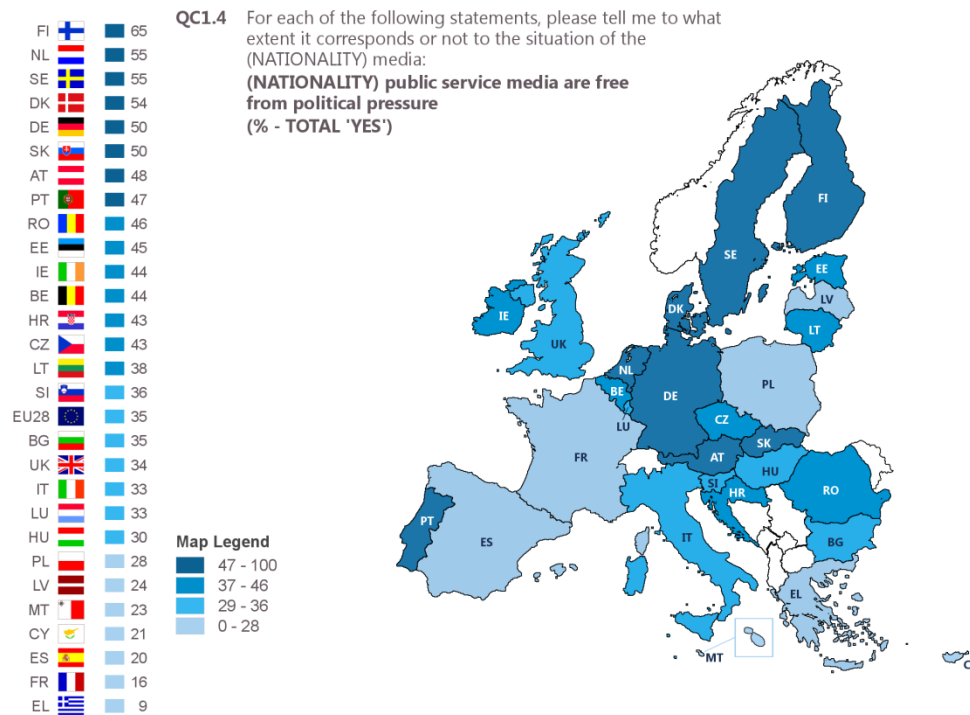 QC1.4 For each of the following statements, please tell me to what
extent it corresponds or not to the situation of the
(NATIONALITY) media:
(NATIONALITY) public service media are free
from political pressure
(% - TOTAL 'YES')
FI 65
NL 55
SE 55
DK 54
DE 50
SK 50
AT 48
PT 47
RO 46
EE 45
IE 44
BE 44
HR 43
CZ 43
LT 38
SI 36
EU28 35
BG 35
UK 34
IT 33
LU 33
HU 30
PL 28
LV 24
MT 23
CY 21
ES 20
FR 16
EL 9
Map Legend
47 - 100
37 - 46
29 - 36
0 - 28
FI
SE
EE
LV
DK
LT
IE
UK
NL
PL
BE
DE
LU
CZ
SK
FR
AT
HU
SI
HR
RO
PT
ES
IT
BG
EL
MT
C